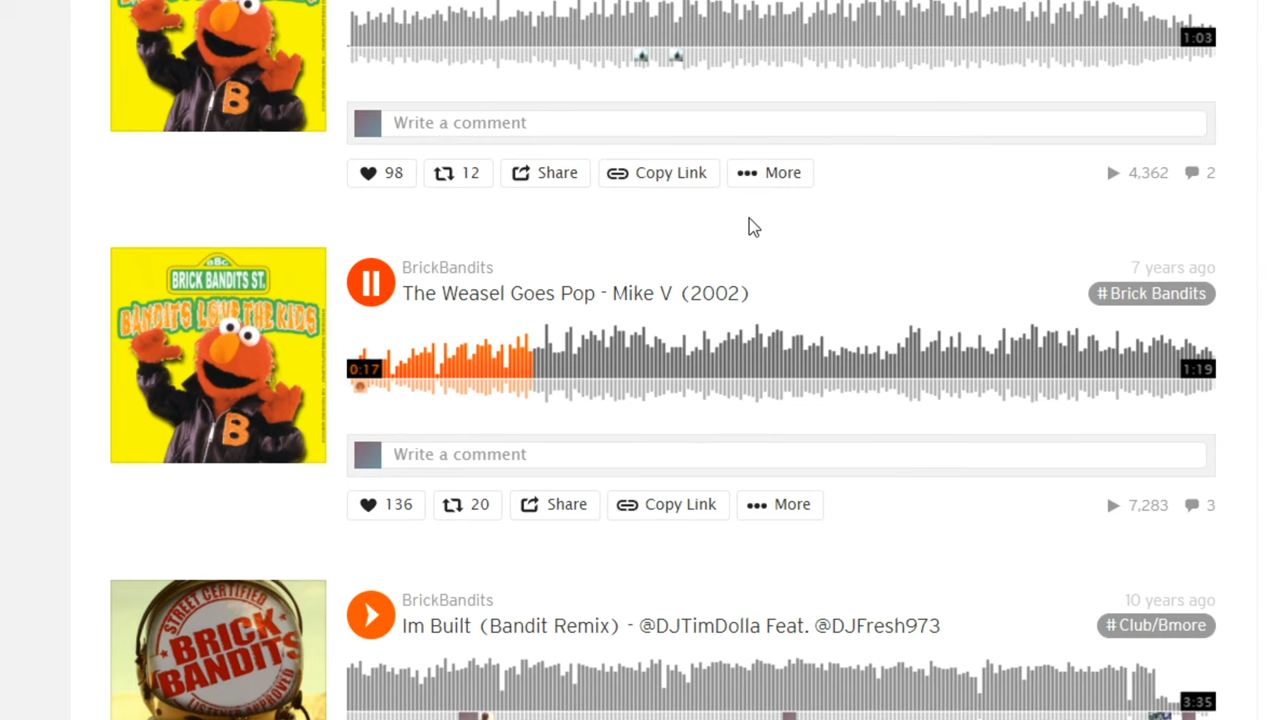 1:03
B
Write a comment
98 12 Share Copy Link More 4,362 2
aBc
BRICK BANDITS ST.
BANDITS LOVE THE KIDS
B
BrickBandits 7 years ago
The Weasel Goes Pop - Mike V (2002) # Brick Bandits
0:17 1:19
Write a comment
136 20 Share Copy Link More 7,283 3
STREET CERTIFIED
BRICK
BANDITS
LISTENER APPROVED
BrickBandits 10 years ago
Im Built (Bandit Remix) - @DJTimDolla Feat. @DJFresh973 # Club/Bmore
3:35